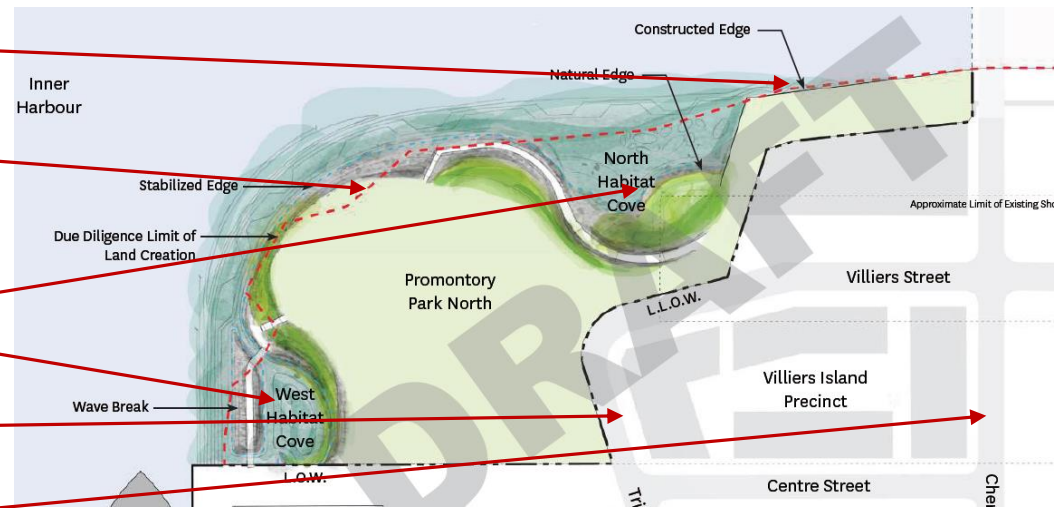 Constructed Edge
Inner
Harbour
Natural Edge
North
Habitat
Cove
Stabilized Edge
Approximate Limit of Existing
Due Diligence Limit of
Land Creation
Promontory
Park North
Villiers Street
L.L.O.W.
Villiers Island
Precinct
Wave Break
West
Habitat
Cove
L.O.W.
Centre Street
DRAFT